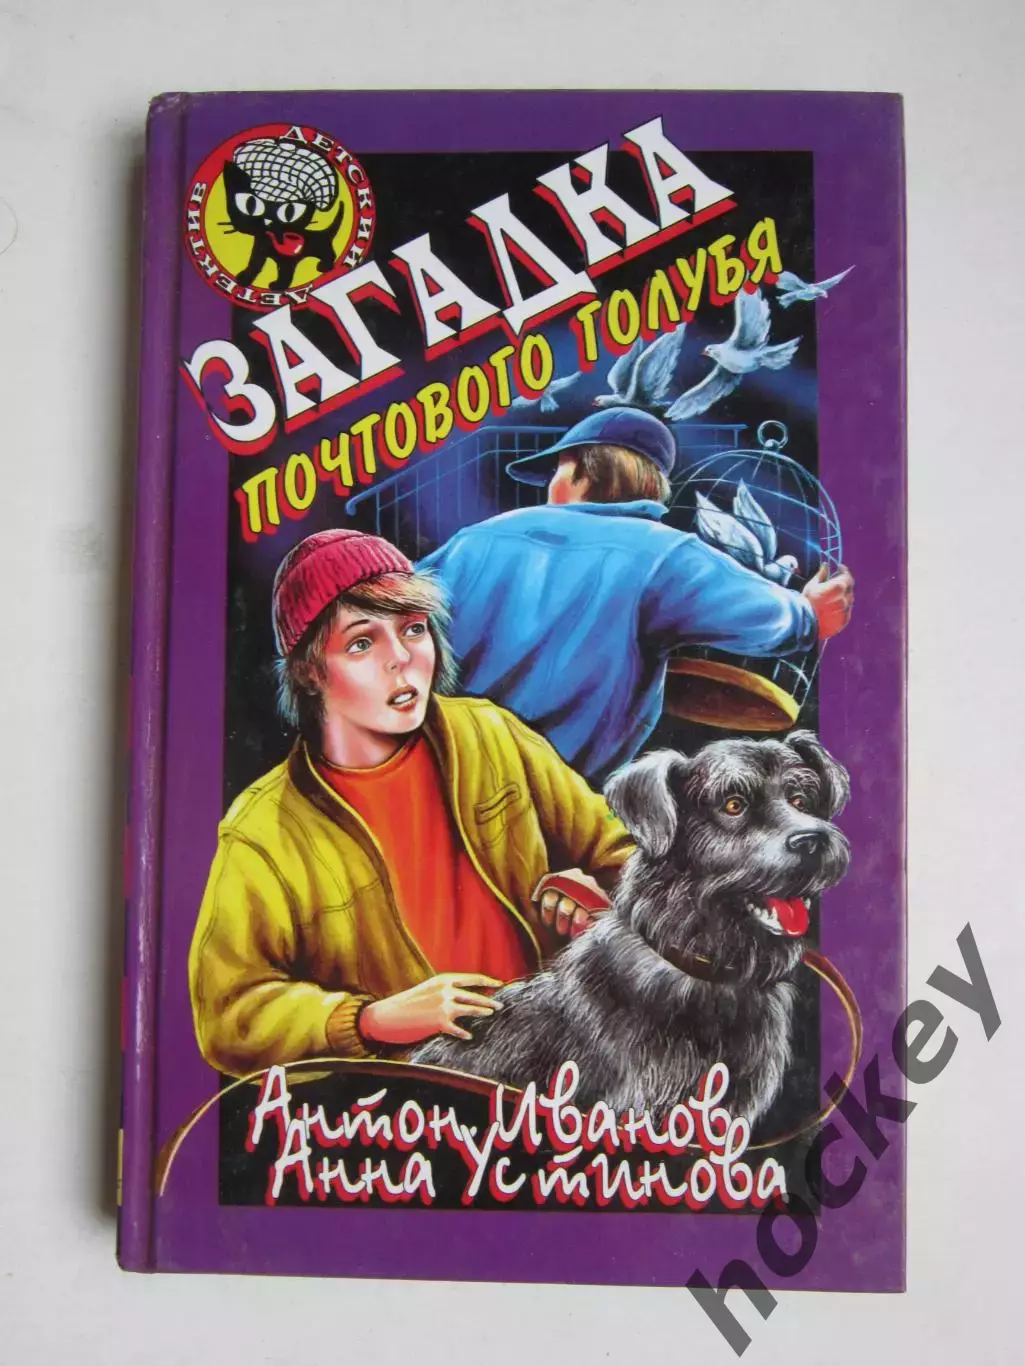 ДЕТСКИЙ
ДЕТЕКТИВ
ЗАГАДКА
ПОЧТОВОГО ГОЛУБЯ
Антон Иванов
Анна Устинова
hockey